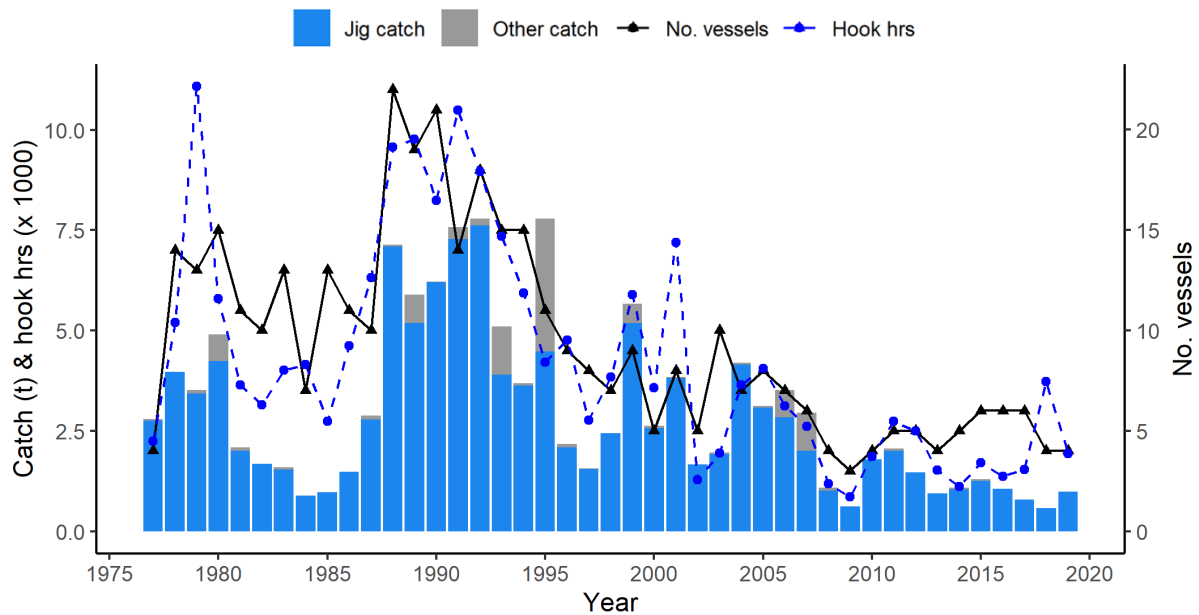 Jig catch Other catch No. vessels Hook hrs
Catch (t) & hook hrs (x 1000)
10.0
7.5
5.0
2.5
0.0
20
15
10
5
0
No. vessels
1975 1980 1985 1990 1995 2000 2005 2010 2015 2020
Year